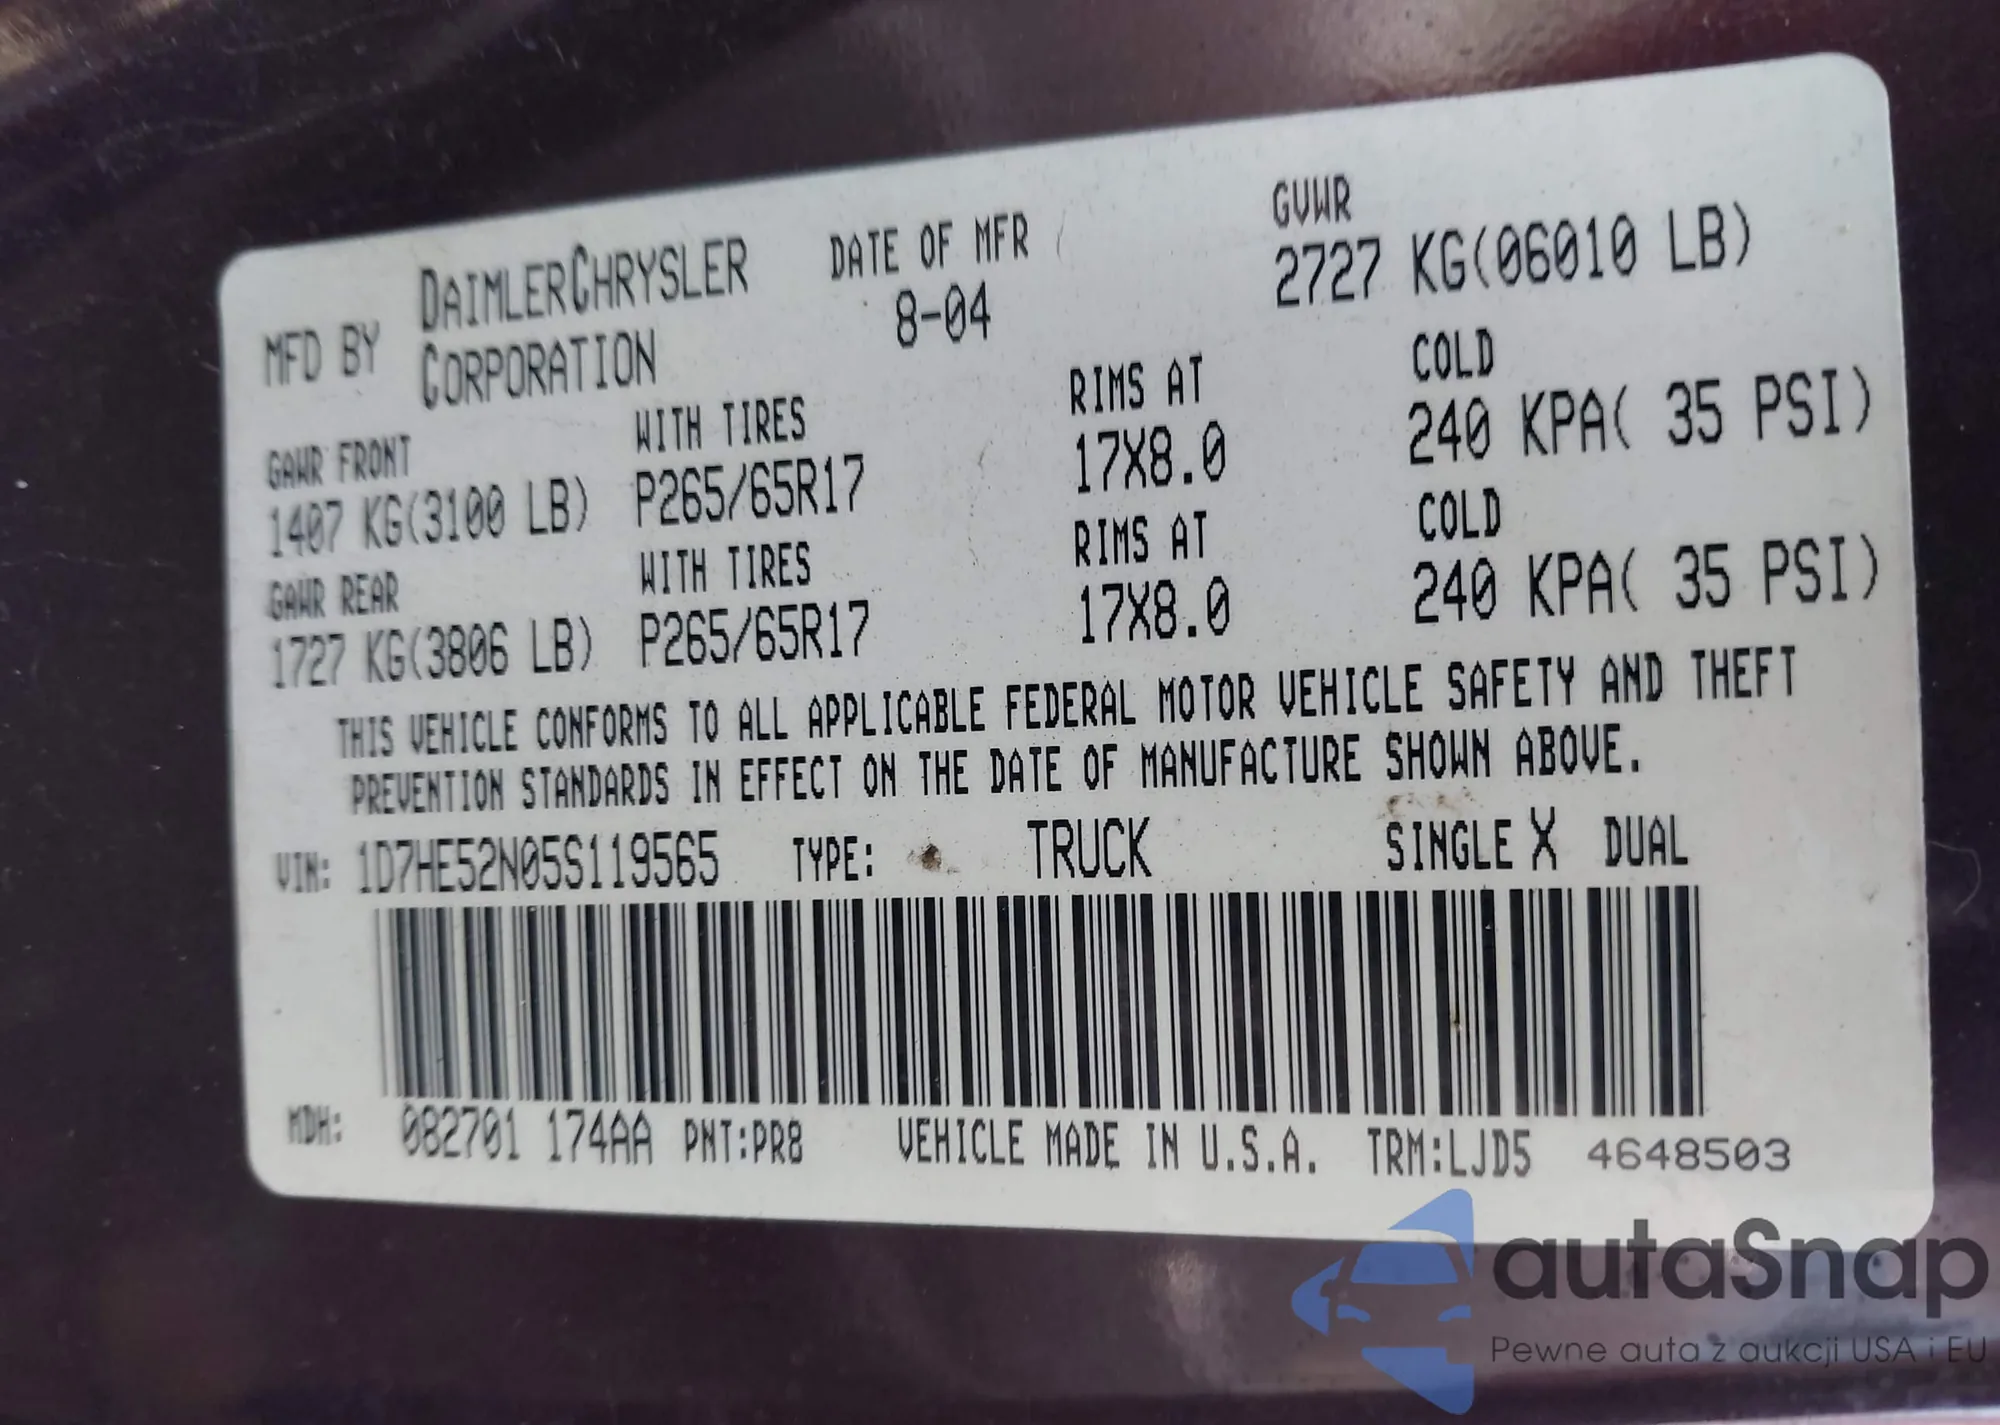 MFD BY DAIMLERCHRYSLER CORPORATION DATE OF MFR 8-04 GVWR 2727 KG(06010 LB)
GAWR FRONT WITH TIRES RIMS AT COLD
1407 KG(3100 LB) P265/65R17 17X8.0 240 KPA( 35 PSI)
GAWR REAR WITH TIRES RIMS AT COLD
1727 KG(3806 LB) P265/65R17 17X8.0 240 KPA( 35 PSI)
THIS VEHICLE CONFORMS TO ALL APPLICABLE FEDERAL MOTOR VEHICLE SAFETY AND THEFT
PREVENTION STANDARDS IN EFFECT ON THE DATE OF MANUFACTURE SHOWN ABOVE.
VIN: 1D7HE52N05S119565 TYPE: TRUCK SINGLE X DUAL
MDH: 082701 174AA PNT:PR8 VEHICLE MADE IN U.S.A. TRM:LJD5 4648503
autaSnap
Pewne auta z aukcji USA i EU